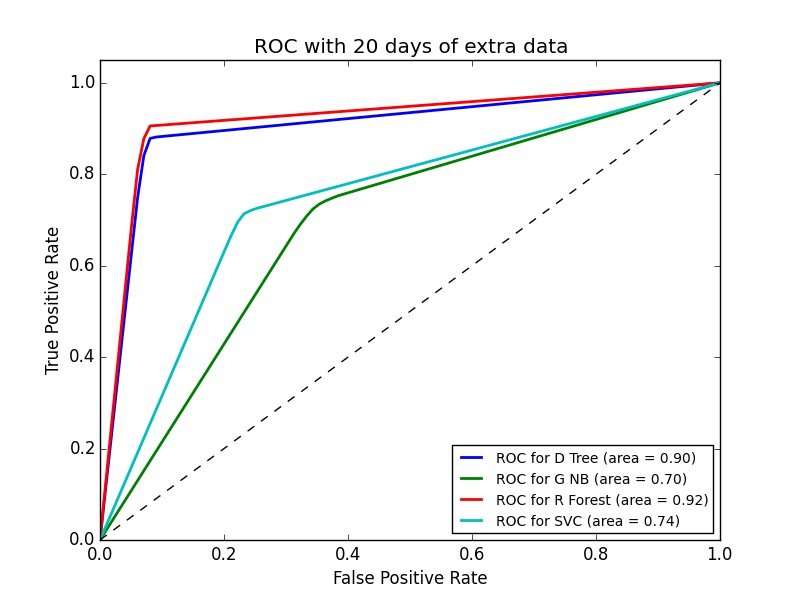 ROC with 20 days of extra data
1.0
0.8
0.6
0.4
0.2
0.0
True Positive Rate
ROC for D Tree (area = 0.90)
ROC for G NB (area = 0.70)
ROC for R Forest (area = 0.92)
ROC for SVC (area = 0.74)
0.0 0.2 0.4 0.6 0.8 1.0
False Positive Rate